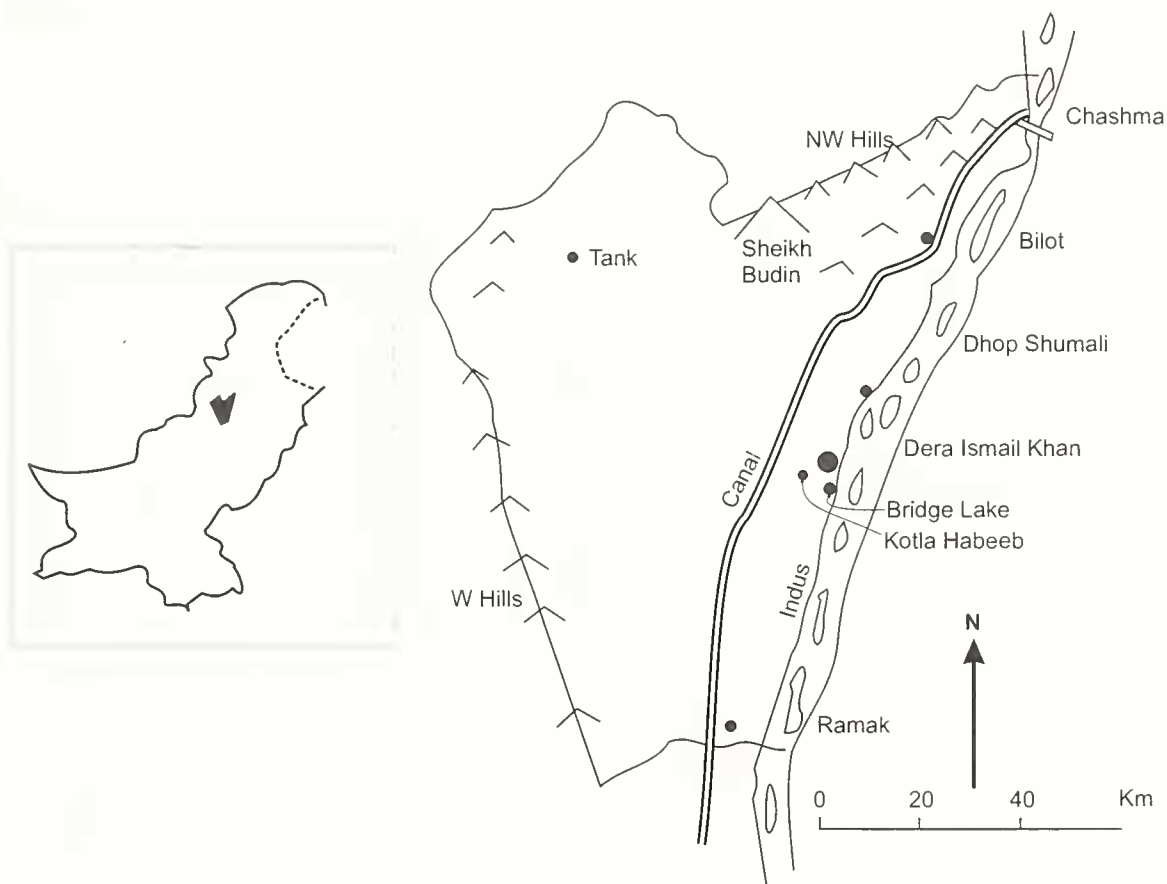 Chashma
NW Hills
Bilot
Tank
Sheikh
Budin
Dhop Shumali
Dera Ismail Khan
Canal
Bridge Lake
Kotla Habeeb
Indus
W Hills
N
Ramak
0 20 40 Km